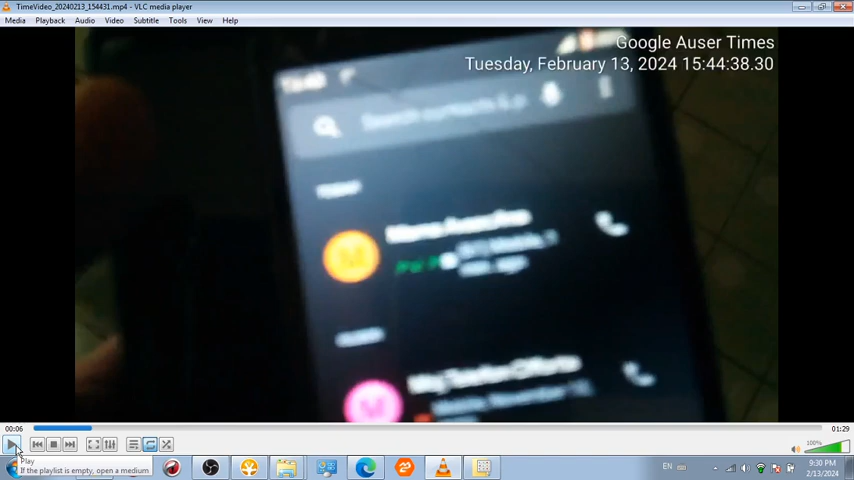 TimeVideo_20240213_154431.mp4 - VLC media player
Media Playback Audio Video Subtitle Tools View Help
Google Auser Times
Tuesday, February 13, 2024 15:44:38.30
M
M
00:06
01:29
Play
If the playlist is empty, open a medium
100%
EN
9:30 PM
2/13/2024